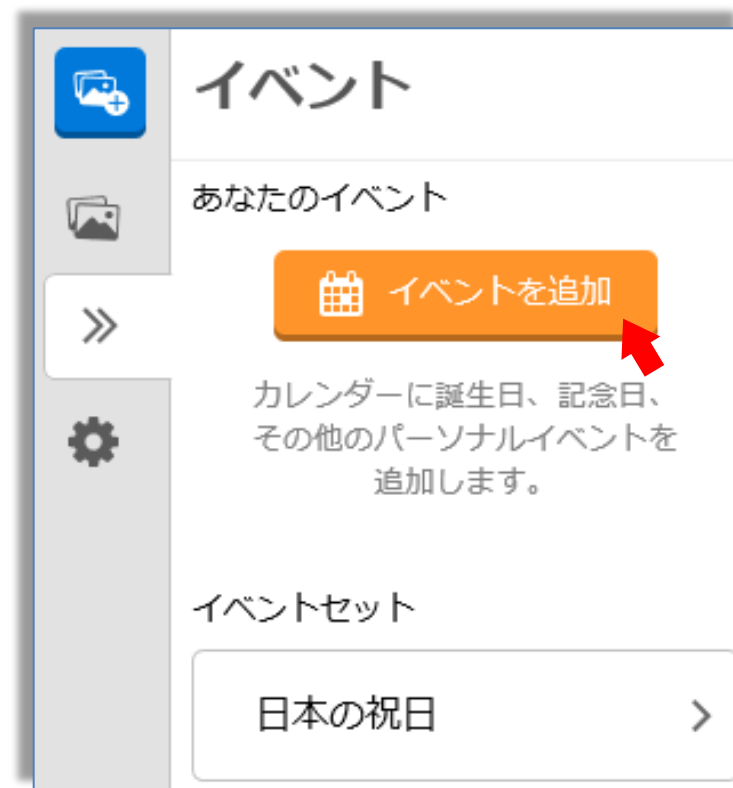 イベント
あなたのイベント
イベントを追加
カレンダーに誕生日、記念日、
その他のパーソナルイベントを
追加します。
イベントセット
日本の祝日